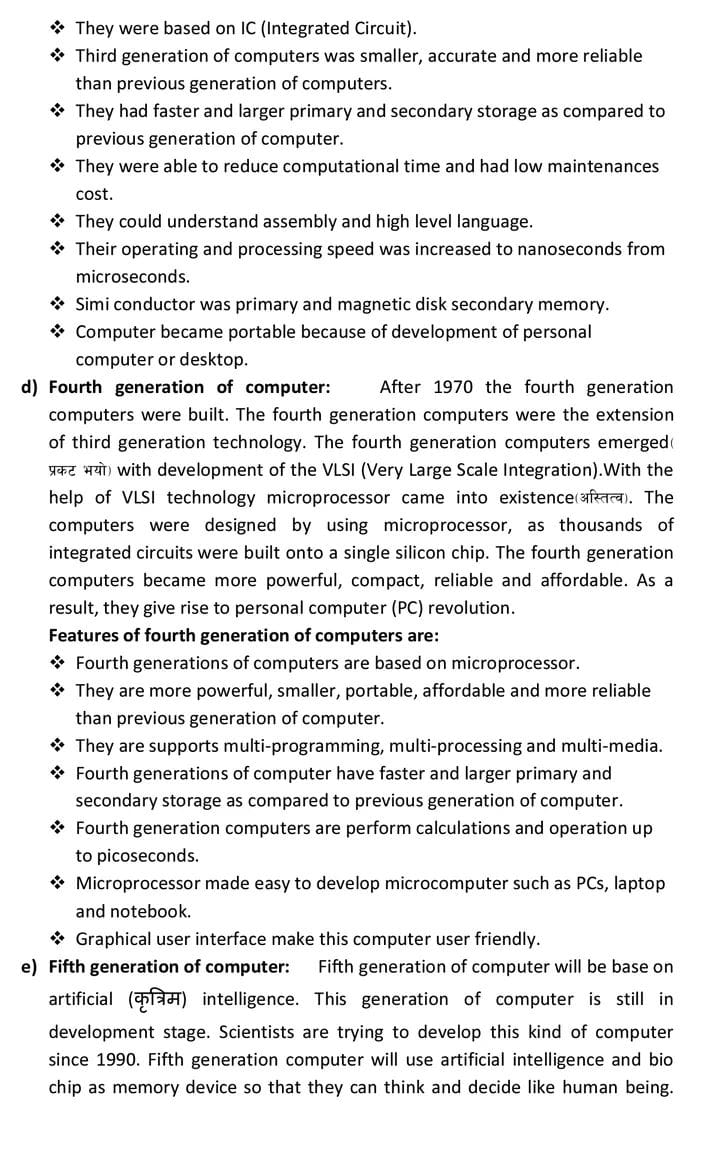 ❖ They were based on IC (Integrated Circuit).
❖ Third generation of computers was smaller, accurate and more reliable
than previous generation of computers.
❖ They had faster and larger primary and secondary storage as compared to
previous generation of computer.
❖ They were able to reduce computational time and had low maintenances
cost.
❖ They could understand assembly and high level language.
❖ Their operating and processing speed was increased to nanoseconds from
microseconds.
❖ Simi conductor was primary and magnetic disk secondary memory.
❖ Computer became portable because of development of personal
computer or desktop.
d) Fourth generation of computer: After 1970 the fourth generation
computers were built. The fourth generation computers were the extension
of third generation technology. The fourth generation computers emerged(
प्रकट भयो) with development of the VLSI (Very Large Scale Integration).With the
help of VLSI technology microprocessor came into existence(अस्तित्व). The
computers were designed by using microprocessor, as thousands of
integrated circuits were built onto a single silicon chip. The fourth generation
computers became more powerful, compact, reliable and affordable. As a
result, they give rise to personal computer (PC) revolution.
Features of fourth generation of computers are:
❖ Fourth generations of computers are based on microprocessor.
❖ They are more powerful, smaller, portable, affordable and more reliable
than previous generation of computer.
❖ They are supports multi-programming, multi-processing and multi-media.
❖ Fourth generations of computer have faster and larger primary and
secondary storage as compared to previous generation of computer.
❖ Fourth generation computers are perform calculations and operation up
to picoseconds.
❖ Microprocessor made easy to develop microcomputer such as PCs, laptop
and notebook.
❖ Graphical user interface make this computer user friendly.
e) Fifth generation of computer: Fifth generation of computer will be base on
artificial (कृत्रिम) intelligence. This generation of computer is still in
development stage. Scientists are trying to develop this kind of computer
since 1990. Fifth generation computer will use artificial intelligence and bio
chip as memory device so that they can think and decide like human being.